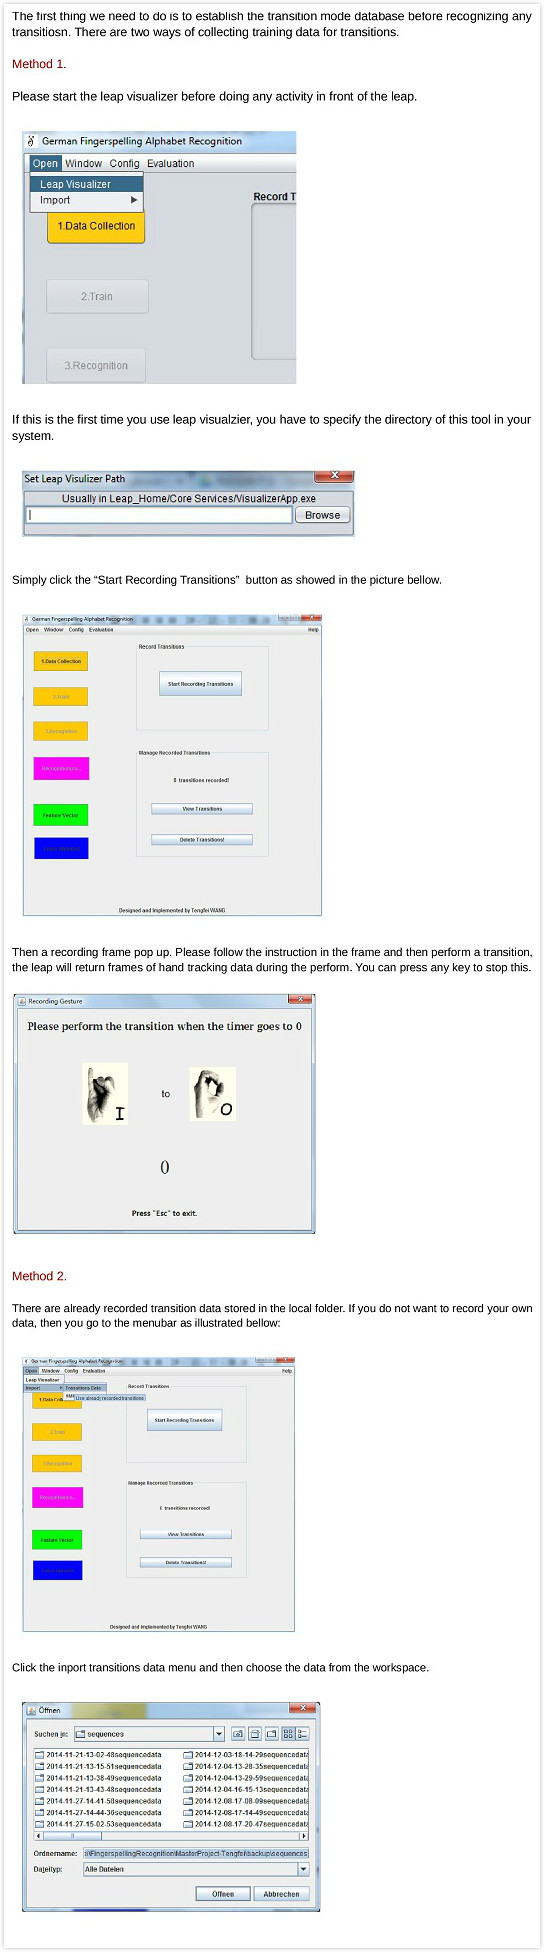 The first thing we need to do is to establish the transition mode database before recognizing any
transitiosn. There are two ways of collecting training data for transitions.
Method 1.
Please start the leap visualizer before doing any activity in front of the leap.
German Fingerspelling Alphabet Recognition
Open Window Config Evaluation
Leap Visualizer
Import
Record T
1.Data Collection
2.Train
3.Recognition
If this is the first time you use leap visualzier, you have to specify the directory of this tool in your
system.
Set Leap Visulizer Path
Usually in Leap_Home/Core Services/VisualizerApp.exe
Browse
Simply click the “Start Recording Transitions” button as showed in the picture bellow.
German Fingerspelling Alphabet Recognition
Open Window Config Evaluation Help
Record Transitions
1.Data Collection
Start Recording Transitions
2.Train
3.Recognition
Manage Recorded Transitions
0 transitions recorded!
View Transitions
Feature Vector
Delete Transitions!
Designed and Implemented by Tengfei WANG
Then a recording frame pop up. Please follow the instruction in the frame and then perform a transition,
the leap will return frames of hand tracking data during the perform. You can press any key to stop this.
Recording Gesture
Please perform the transition when the timer goes to 0
I to O
0
Press "Esc" to exit.
Method 2.
There are already recorded transition data stored in the local folder. If you do not want to record your own
data, then you go to the menubar as illustrated bellow:
German Fingerspelling Alphabet Recognition
Open Window Config Evaluation Help
Leap Visualizer
Import Transitions Data Record Transitions
1.Data Coll Use already recorded transitions
Start Recording Transitions
2.Train
3.Recognition
Manage Recorded Transitions
transitions recorded!
View Transitions
Feature Vector
Delete Transitions!
Designed and Implemented by Tengfei WANG
Click the inport transitions data menu and then choose the data from the workspace.
Öffnen
Suchen in: sequences
2014-11-21-13-02-48sequencedata 2014-12-03-18-14-29sequencedata
2014-11-21-13-15-51sequencedata 2014-12-04-13-28-35sequencedata
2014-11-21-13-38-49sequencedata 2014-12-04-13-29-59sequencedata
2014-11-21-13-43-48sequencedata 2014-12-04-16-15-13sequencedata
2014-11-27-14-41-58sequencedata 2014-12-08-17-08-09sequencedata
2014-11-27-14-44-36sequencedata 2014-12-08-17-14-49sequencedata
2014-11-27-15-02-53sequencedata 2014-12-08-17-20-47sequencedata
Ordnername: \FingerspellingRecognition\MasterProject-Tengfei\backup\sequences
Dateityp: Alle Dateien
Öffnen Abbrechen